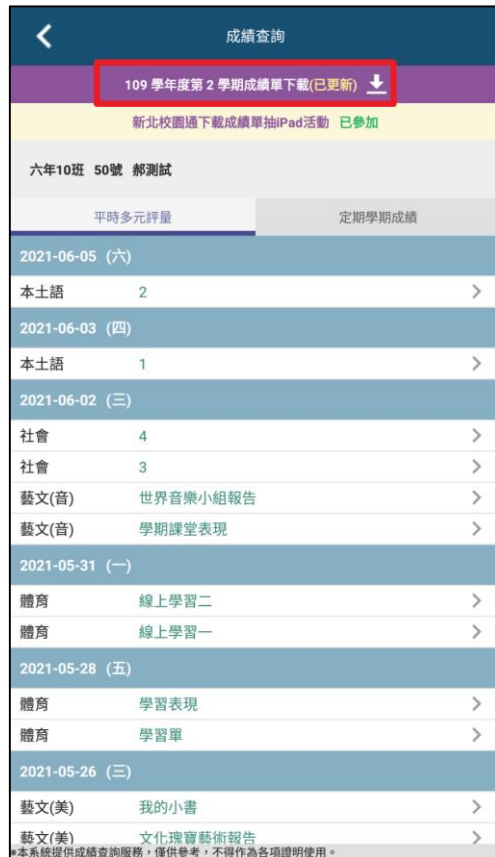 成績查詢
109 學年度第 2 學期成績單下載(已更新)
新北校園通下載成績單抽iPad活動 已參加
六年10班 50號 郝測試
平時多元評量 定期學期成績
2021-06-05 (六)
本土語 2
2021-06-03 (四)
本土語 1
2021-06-02 (三)
社會 4
社會 3
藝文(音) 世界音樂小組報告
藝文(音) 學期課堂表現
2021-05-31 (一)
體育 線上學習二
體育 線上學習一
2021-05-28 (五)
體育 學習表現
體育 學習單
2021-05-26 (三)
藝文(美) 我的小書
藝文(美) 文化瑰寶藝術報告
*本系統提供成績查詢服務，僅供參考，不得作為各項證明使用。